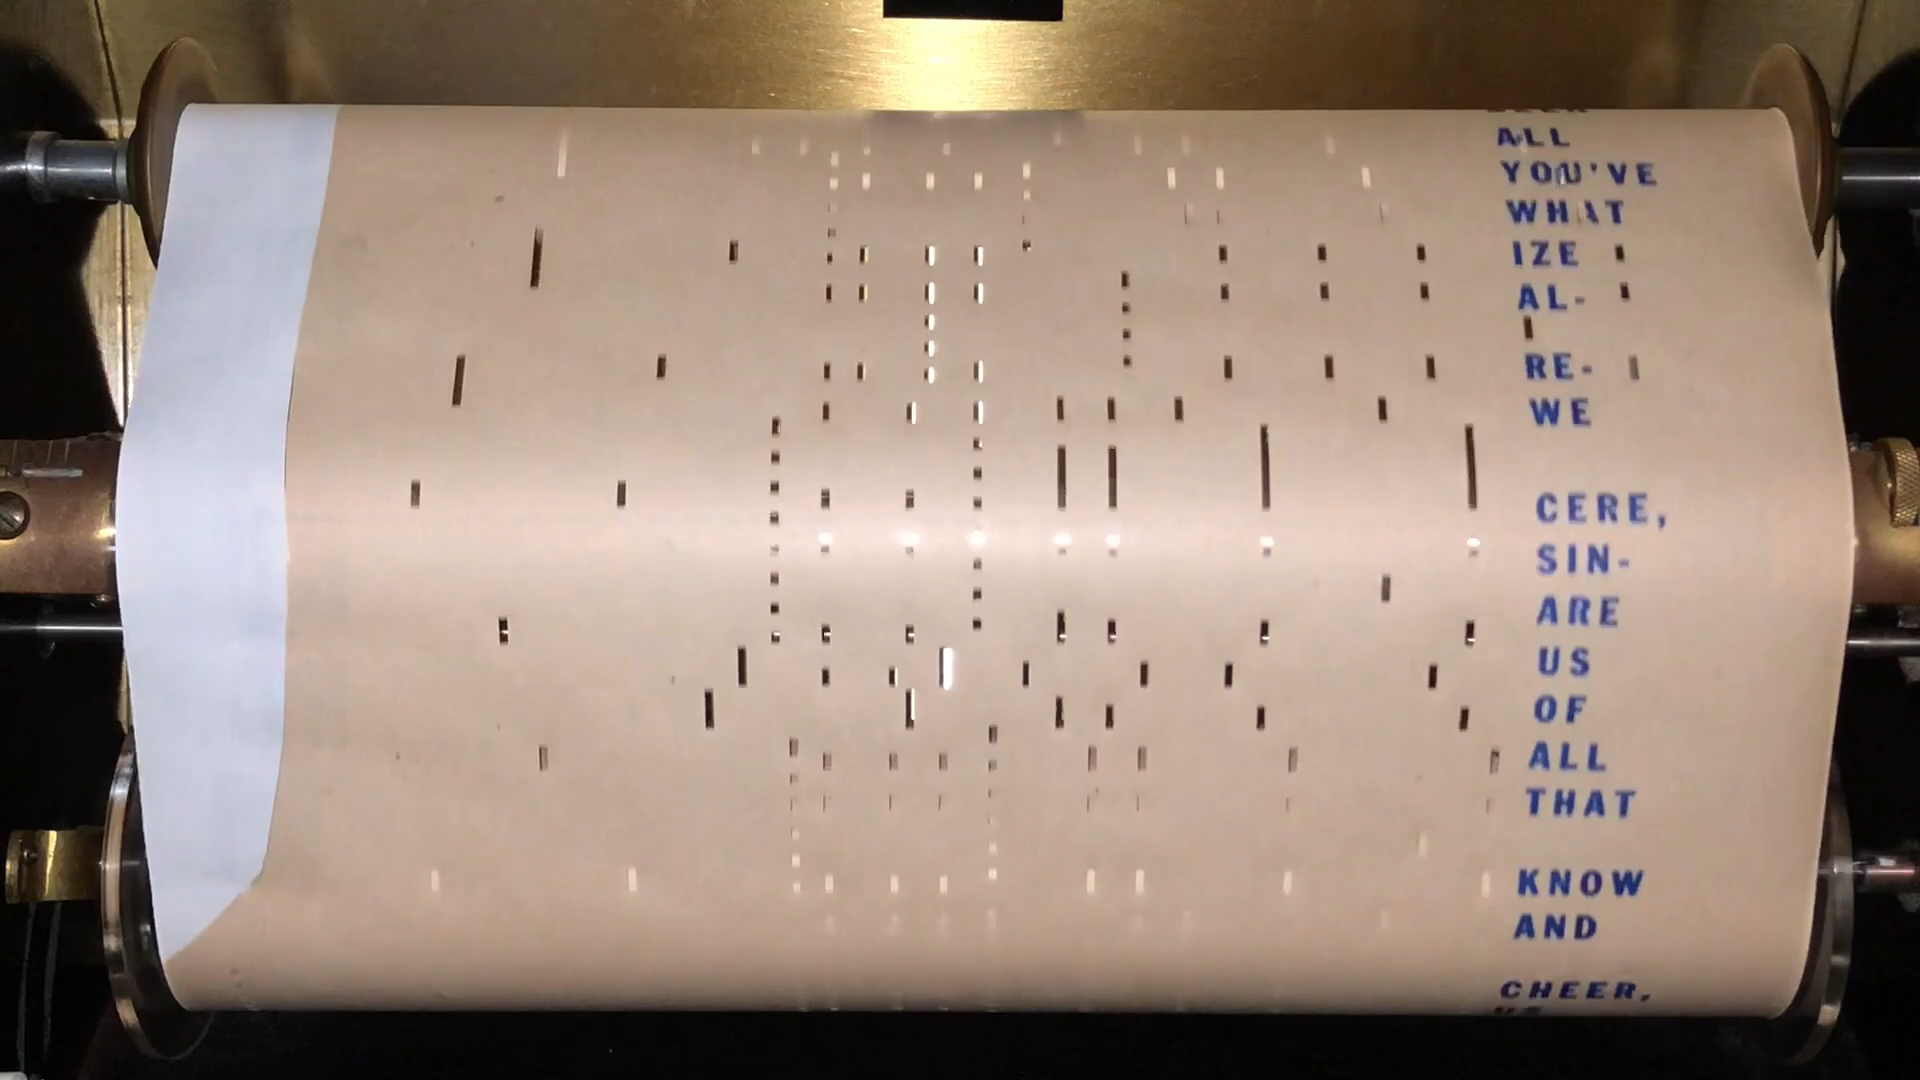 ALL
YOU'VE
WHAT
IZE
AL-
RE-
WE
CERE,
SIN-
ARE
US
OF
ALL
THAT
KNOW
AND
CHEER,